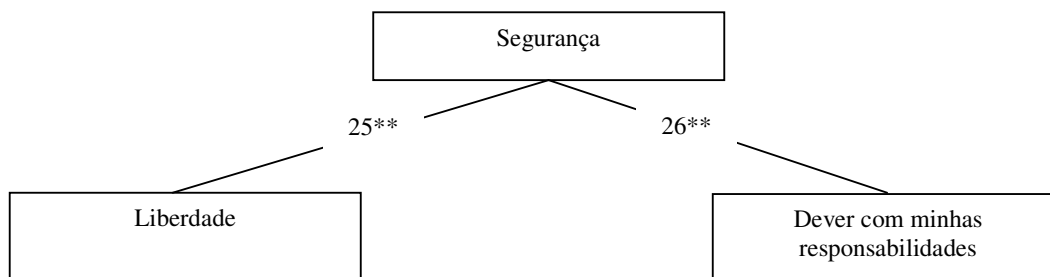 Segurança
25**
26**
Liberdade
Dever com minhas
responsabilidades